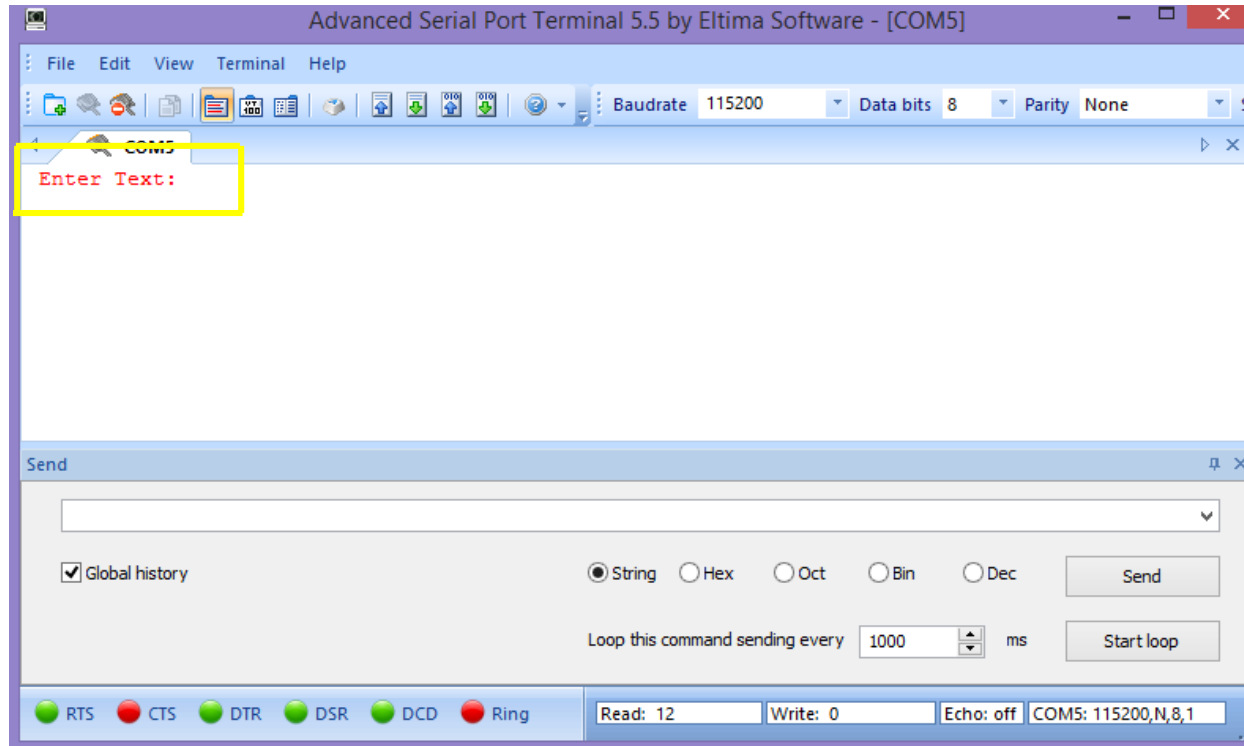 Advanced Serial Port Terminal 5.5 by Eltima Software - [COM5]
File Edit View Terminal Help
Baudrate 115200 Data bits 8 Parity None
COM5
Enter Text:
Send
Global history
String Hex Oct Bin Dec Send
Loop this command sending every 1000 ms Start loop
RTS CTS DTR DSR DCD Ring Read: 12 Write: 0 Echo: off COM5: 115200,N,8,1